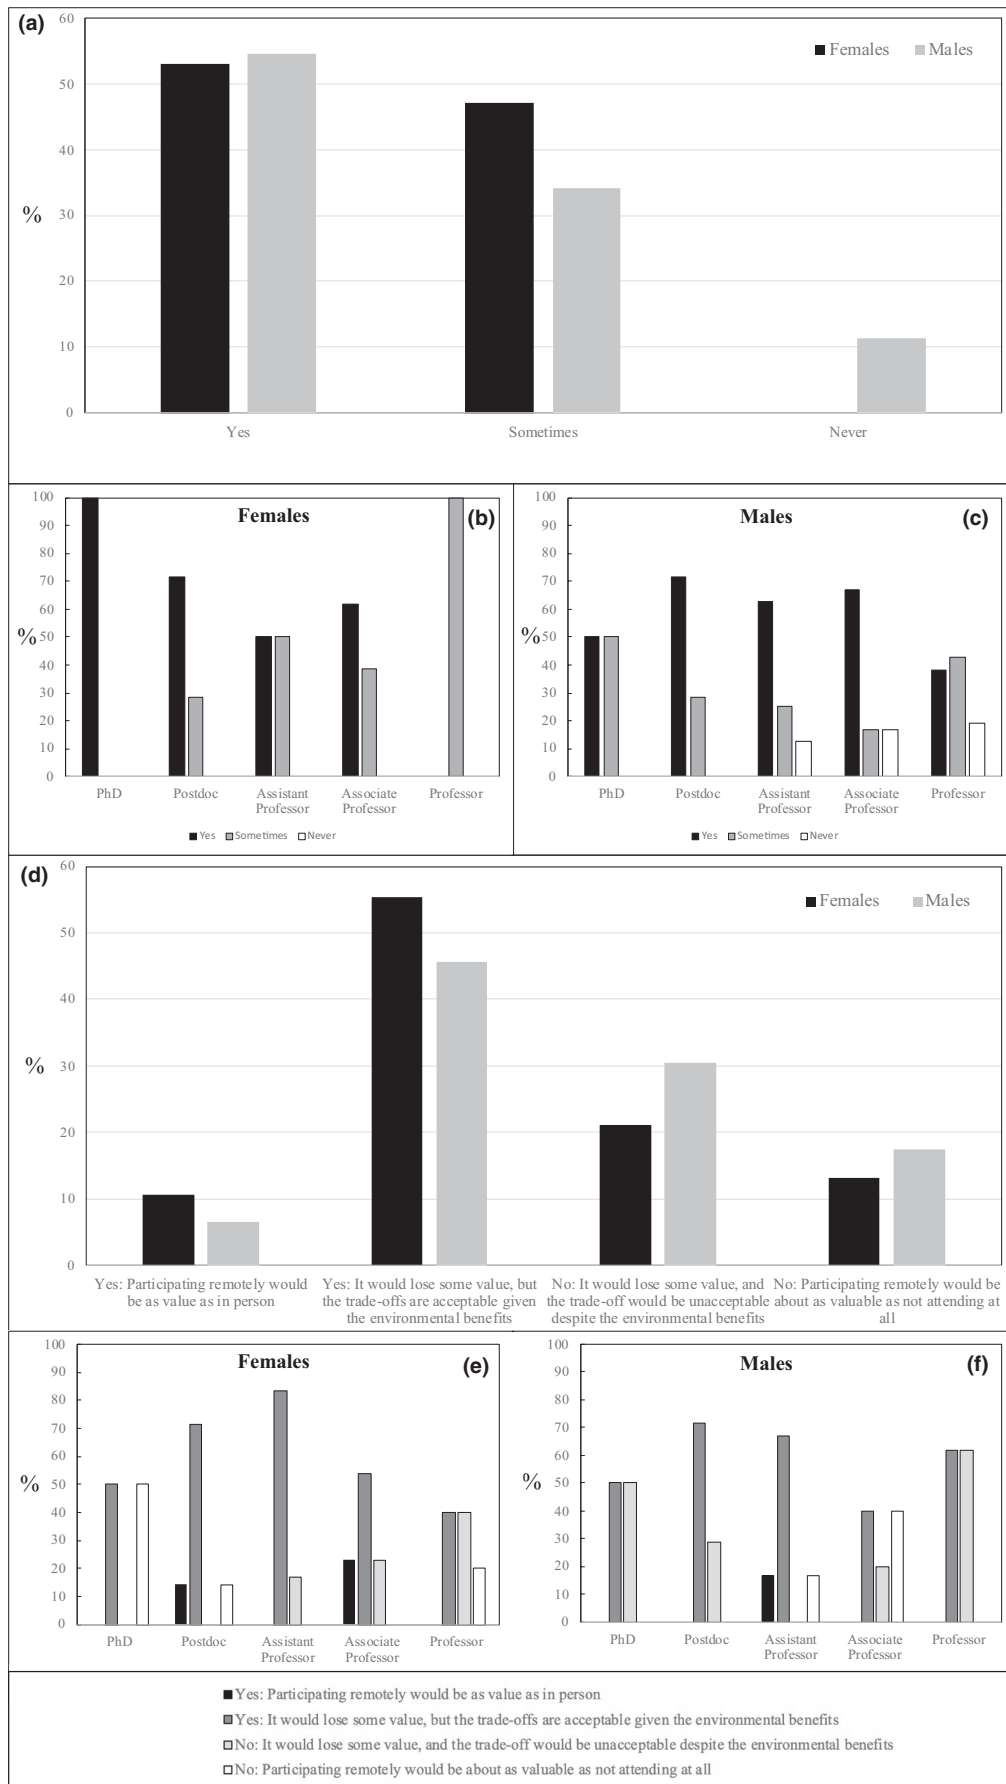 (a)
60
50
40
30
20
10
0
%
Females Males
Yes Sometimes Never
Females (b)
100
90
80
70
60
50
40
30
20
10
0
%
PhD Postdoc Assistant Associate Professor
Professor Professor
Yes Sometimes Never
Males (c)
100
90
80
70
60
50
40
30
20
10
0
%
PhD Postdoc Assistant Associate Professor
Professor Professor
Yes Sometimes Never
(d)
60
50
40
30
20
10
0
%
Females Males
Yes: Participating remotely would
be as value as in person
Yes: It would lose some value, but
the trade-offs are acceptable given
the environmental benefits
No: It would lose some value, and
the trade-off would be unacceptable
despite the environmental benefits
No: Participating remotely would be
about as valuable as not attending at
all
Females (e)
100
90
80
70
60
50
40
30
20
10
0
%
PhD Postdoc Assistant Associate Professor
Professor Professor
Males (f)
100
90
80
70
60
50
40
30
20
10
0
%
PhD Postdoc Assistant Associate Professor
Professor Professor
Yes: Participating remotely would be as value as in person
Yes: It would lose some value, but the trade-offs are acceptable given the environmental benefits
No: It would lose some value, and the trade-off would be unacceptable despite the environmental benefits
No: Participating remotely would be about as valuable as not attending at all